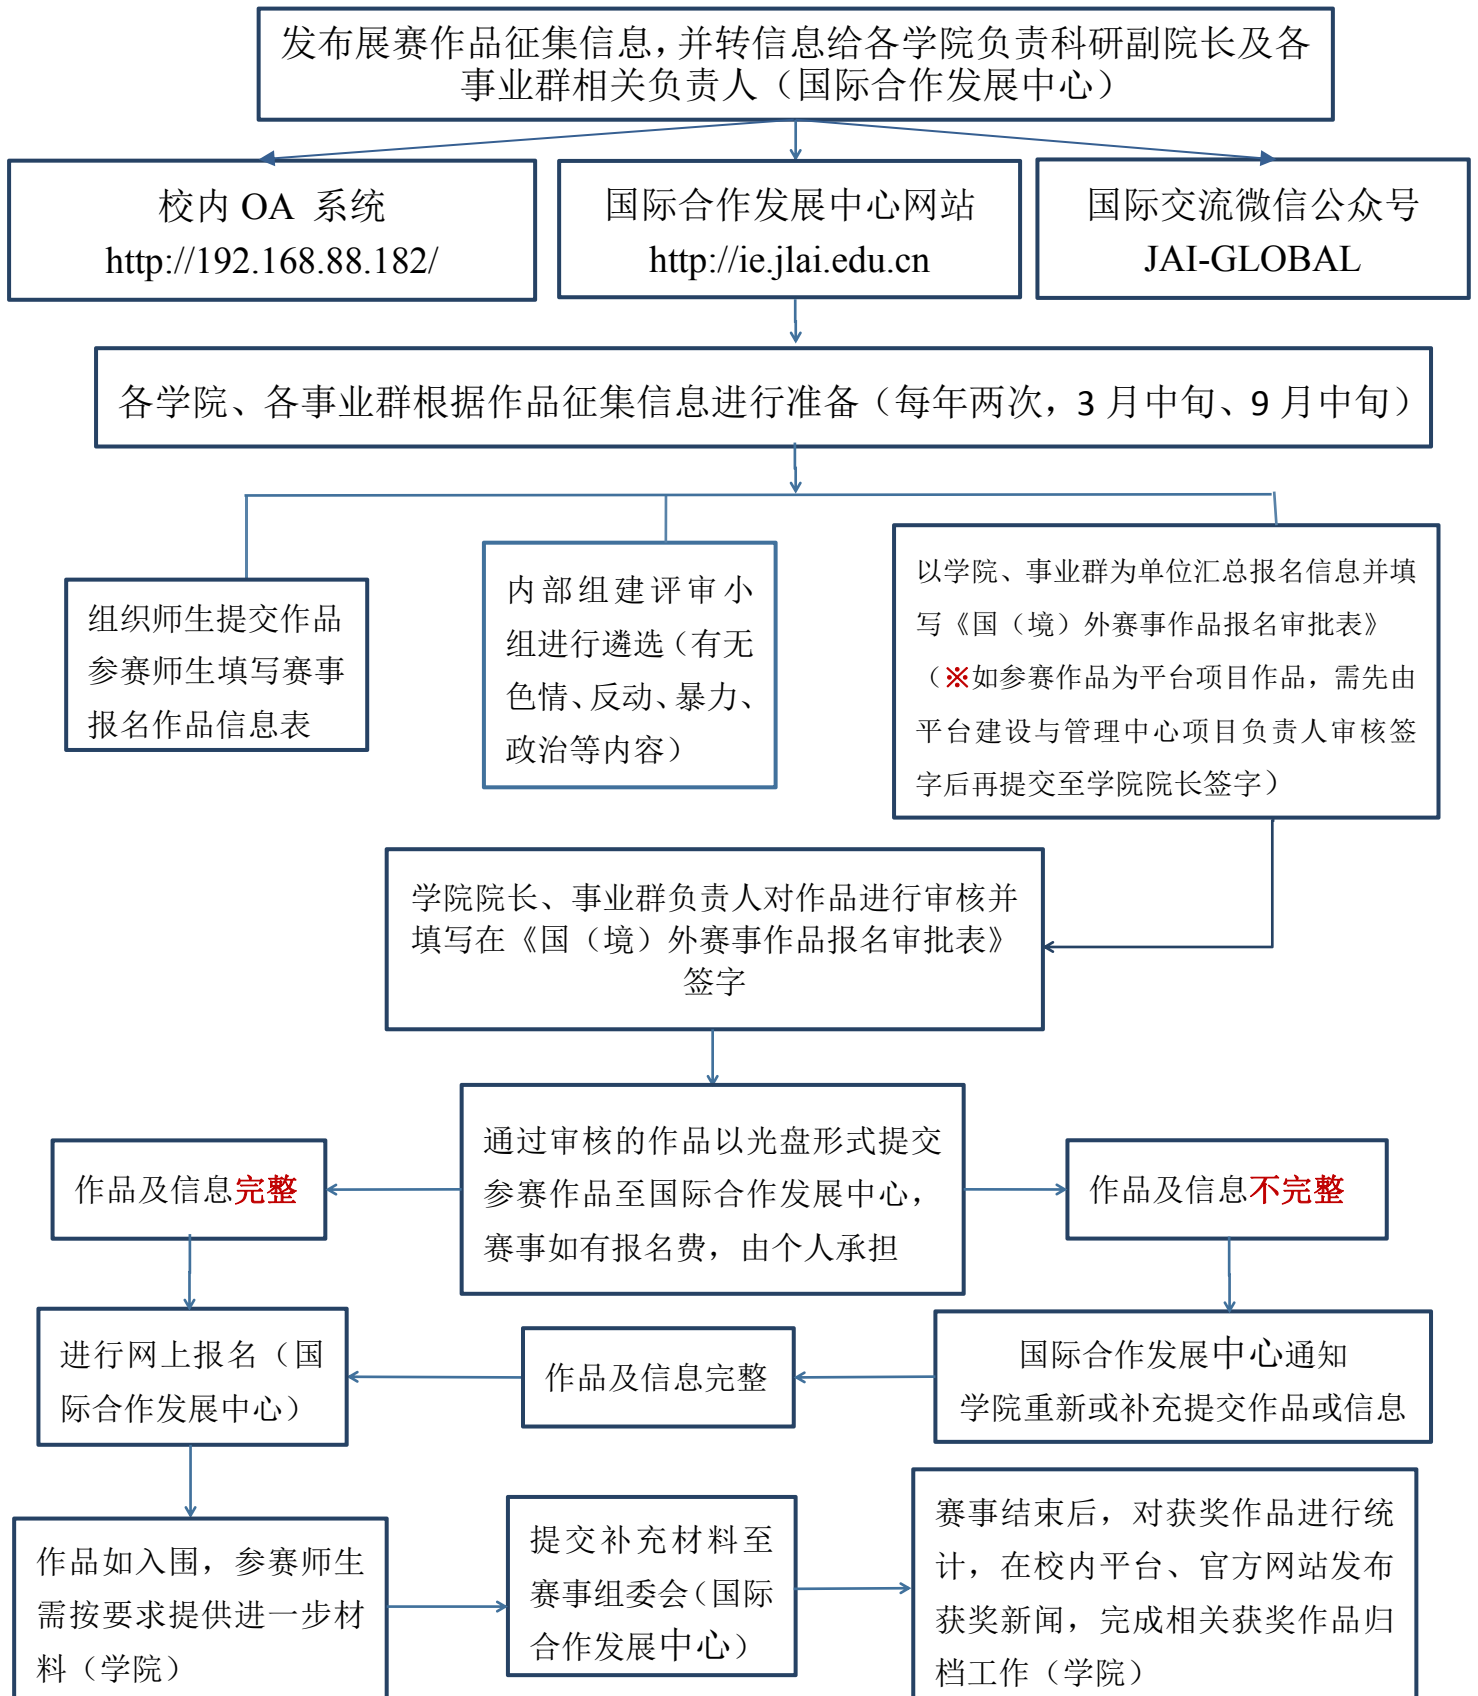 发布展赛作品征集信息，并转信息给各学院负责科研副院长及各
事业群相关负责人（国际合作发展中心）
校内 OA 系统
http://192.168.88.182/
国际合作发展中心网站
http://ie.jlai.edu.cn
国际交流微信公众号
JAI-GLOBAL
各学院、各事业群根据作品征集信息进行准备（每年两次，3 月中旬、9 月中旬）
组织师生提交作品
参赛师生填写赛事
报名作品信息表
内部组建评审小
组进行遴选（有无
色情、反动、暴力、
政治等内容）
以学院、事业群为单位汇总报名信息并填
写《国（境）外赛事作品报名审批表》
（※如参赛作品为平台项目作品，需先由
平台建设与管理中心项目负责人审核签
字后再提交至学院院长签字）
学院院长、事业群负责人对作品进行审核并
填写在《国（境）外赛事作品报名审批表》
签字
通过审核的作品以光盘形式提交
参赛作品至国际合作发展中心，
赛事如有报名费，由个人承担
作品及信息完整
作品及信息不完整
进行网上报名（国
际合作发展中心）
作品及信息完整
国际合作发展中心通知
学院重新或补充提交作品或信息
作品如入围，参赛师生
需按要求提供进一步材
料（学院）
提交补充材料至
赛事组委会（国际
合作发展中心）
赛事结束后，对获奖作品进行统
计，在校内平台、官方网站发布
获奖新闻，完成相关获奖作品归
档工作（学院）